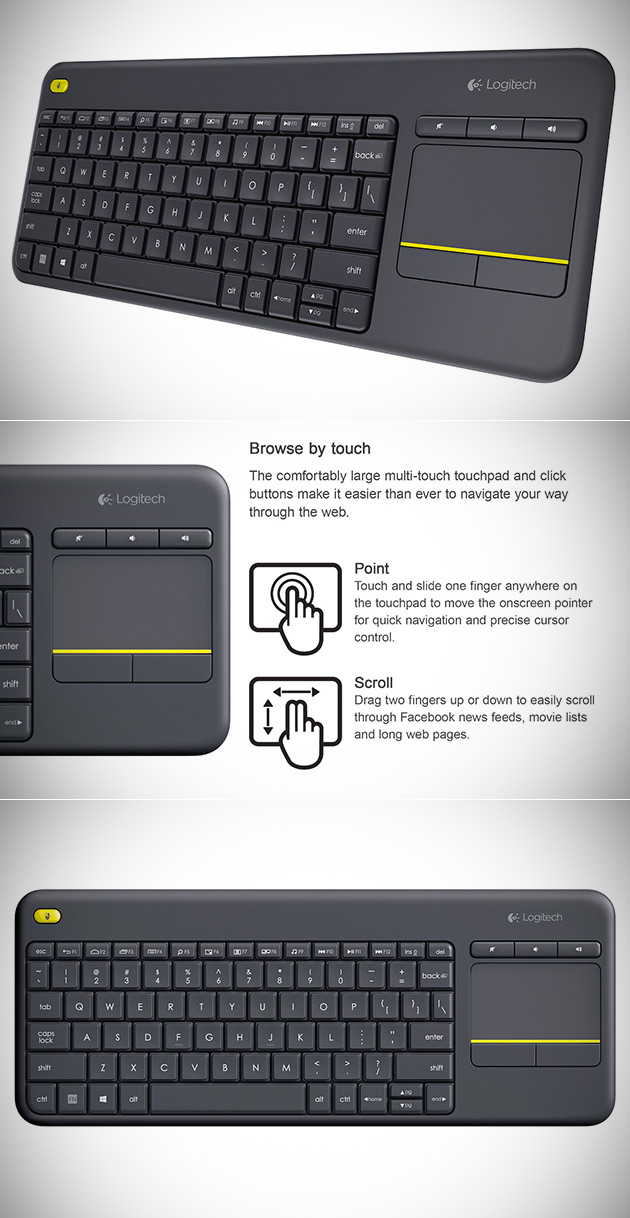 Logitech
esc F1 F2 F3 F4 F5 F6 F7 F8 F9 F10 F11 F12 ins del
~ ! @ # $ % ^ & * ( ) — +
1 2 3 4 5 6 7 8 9 0 - = back
tab Q W E R T Y U I O P { [ } ] | \
caps lock A S D F G H J K L : ; " ' enter
shift Z X C V B N M < , > . ? / shift
ctrl alt alt ctrl home pg pg end
Browse by touch
The comfortably large multi-touch touchpad and click
buttons make it easier than ever to navigate your way
through the web.
Logitech
del
ack
| \
enter
shift
end
Point
Touch and slide one finger anywhere on
the touchpad to move the onscreen pointer
for quick navigation and precise cursor
control.
Scroll
Drag two fingers up or down to easily scroll
through Facebook news feeds, movie lists
and long web pages.
Logitech
esc F1 F2 F3 F4 F5 F6 F7 F8 F9 F10 F11 F12 ins del
~ ! @ # $ % ^ & * ( ) — +
1 2 3 4 5 6 7 8 9 0 - = back
tab Q W E R T Y U I O P { [ } ] | \
caps lock A S D F G H J K L : ; " ' enter
shift Z X C V B N M < , > . ? / shift
ctrl FN alt alt ctrl home pg pg end